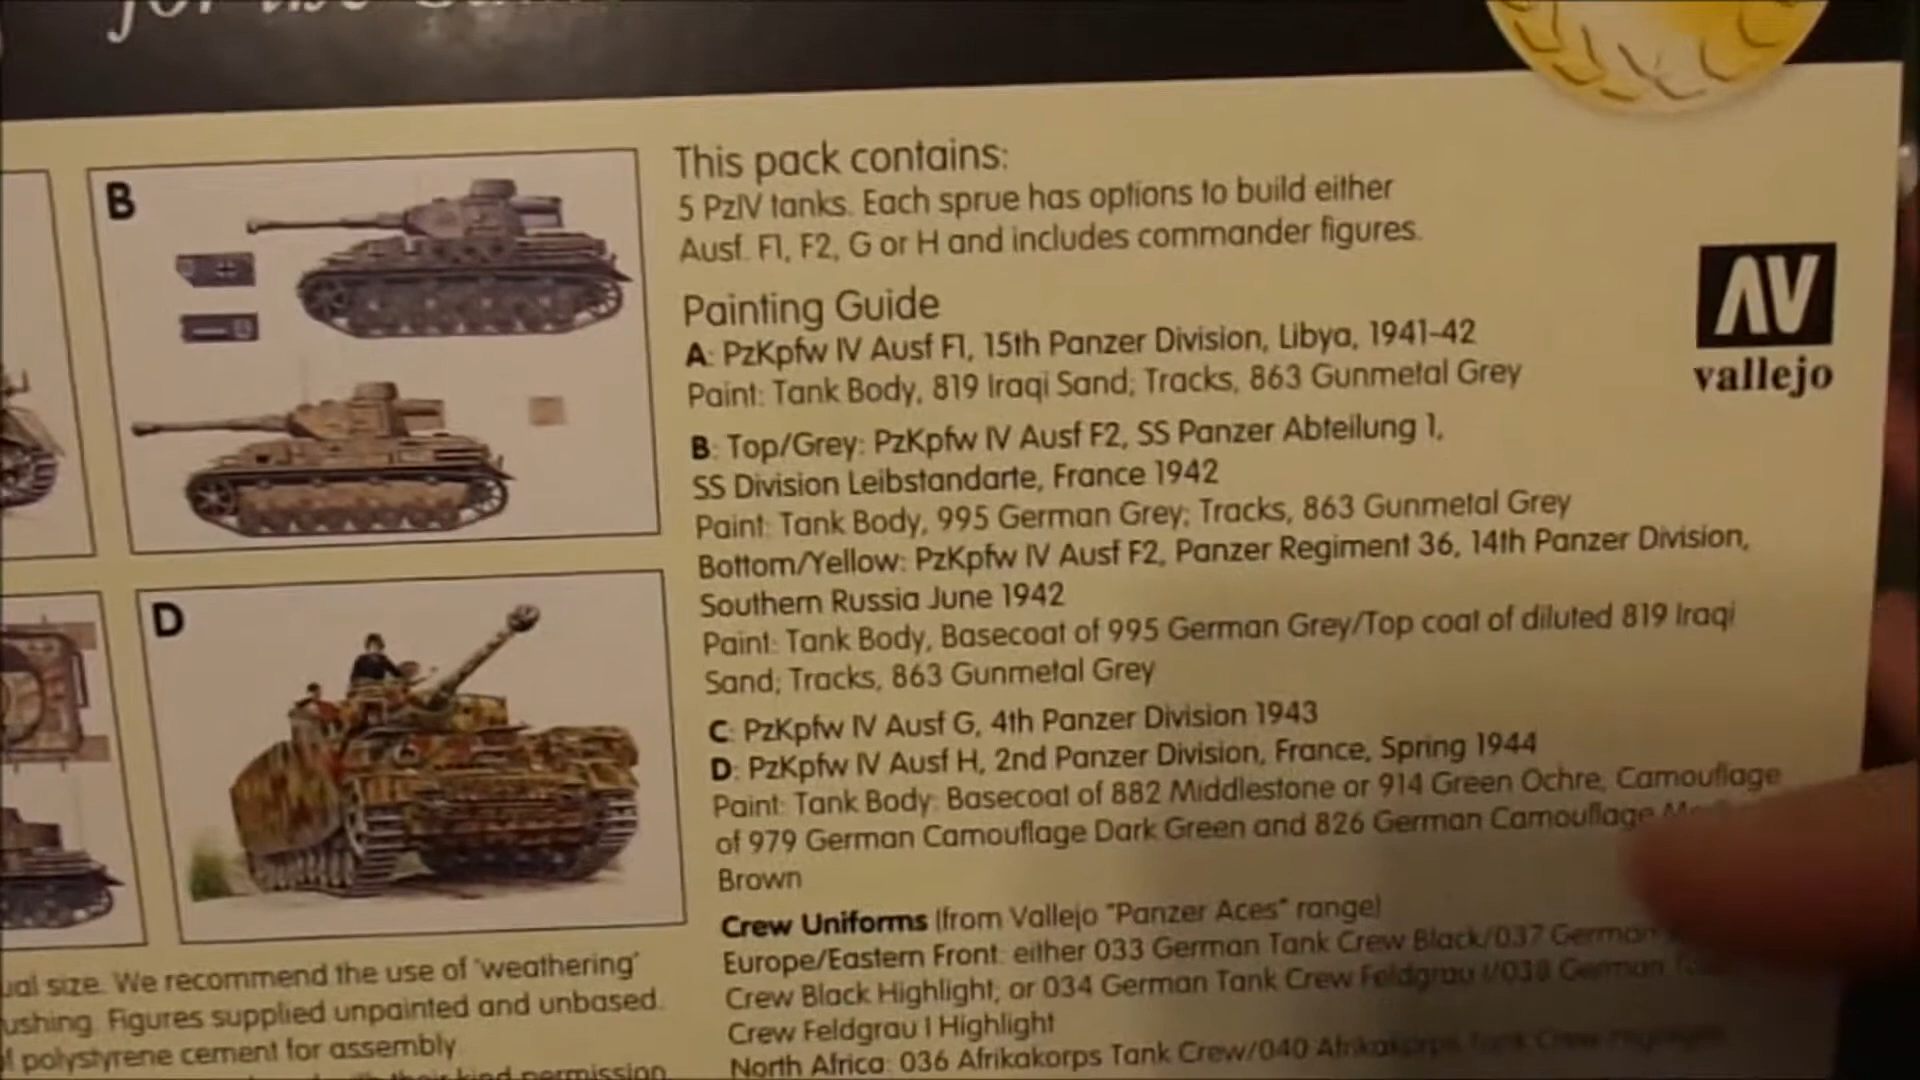 for the
B
D
This pack contains:
5 PzIV tanks. Each sprue has options to build either
Ausf. F1, F2, G or H and includes commander figures.
Painting Guide
A: PzKpfw IV Ausf F1, 15th Panzer Division, Libya, 1941-42
Paint: Tank Body, 819 Iraqi Sand; Tracks, 863 Gunmetal Grey
B: Top/Grey: PzKpfw IV Ausf F2, SS Panzer Abteilung 1,
SS Division Leibstandarte, France 1942
Paint: Tank Body, 995 German Grey; Tracks, 863 Gunmetal Grey
Bottom/Yellow: PzKpfw IV Ausf F2, Panzer Regiment 36, 14th Panzer Division,
Southern Russia June 1942
Paint: Tank Body, Basecoat of 995 German Grey/Top coat of diluted 819 Iraqi
Sand; Tracks, 863 Gunmetal Grey
C: PzKpfw IV Ausf G, 4th Panzer Division 1943
D: PzKpfw IV Ausf H, 2nd Panzer Division, France, Spring 1944
Paint: Tank Body: Basecoat of 882 Middlestone or 914 Green Ochre, Camouflage
of 979 German Camouflage Dark Green and 826 German Camouflage
Brown
Crew Uniforms (from Vallejo "Panzer Aces" range)
Europe/Eastern Front: either 033 German Tank Crew Black/037 German
Crew Black Highlight; or 034 German Tank Crew Feldgrau I/038 German
Crew Feldgrau I Highlight
North Africa: 036 Afrikakorps Tank Crew/040 Afrikakorps Tank Crew Highlight
AV
vallejo
size. We recommend the use of 'weathering'
Figures supplied unpainted and unbased.
polystyrene cement for assembly
their kind permission